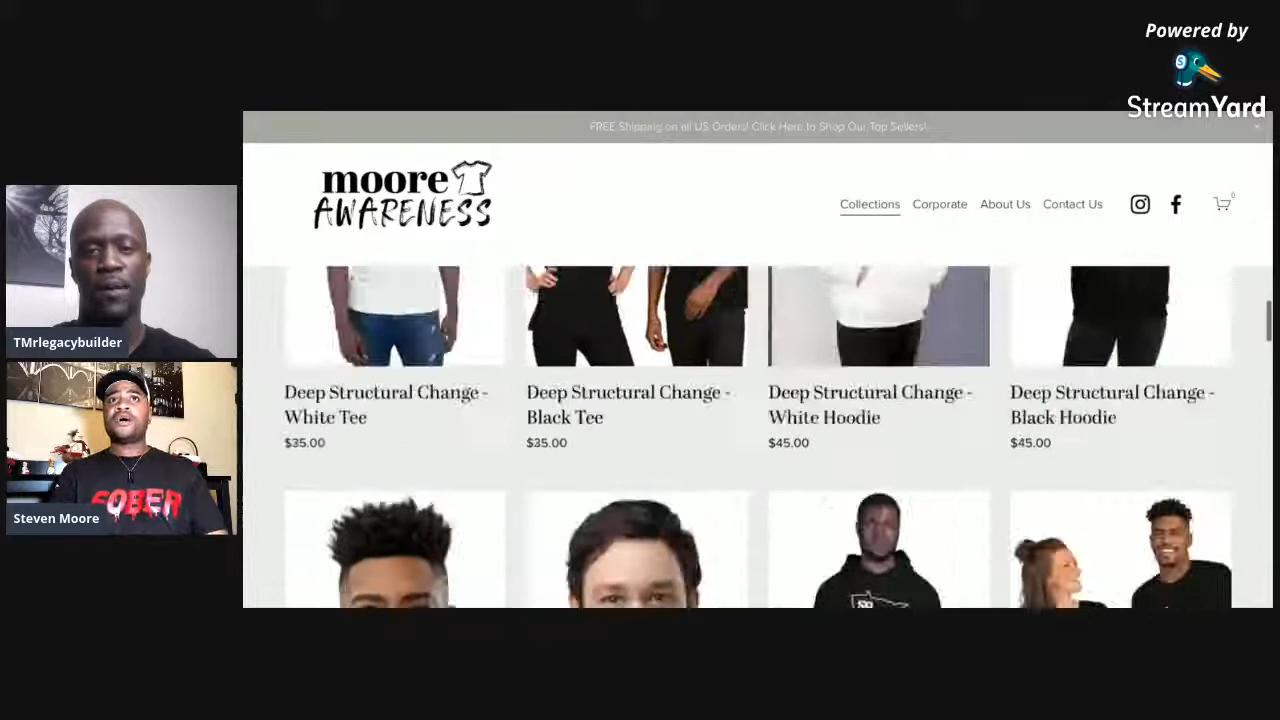 Powered by
StreamYard
FREE Shipping on all US Orders! Click Here to Shop Our Top Sellers!
moore
AWARENESS
Collections
Corporate
About Us
Contact Us
0
TMrlegacybuilder
SOBER
Steven Moore
Deep Structural Change -
White Tee
$35.00
Deep Structural Change -
Black Tee
$35.00
Deep Structural Change -
White Hoodie
$45.00
Deep Structural Change -
Black Hoodie
$45.00